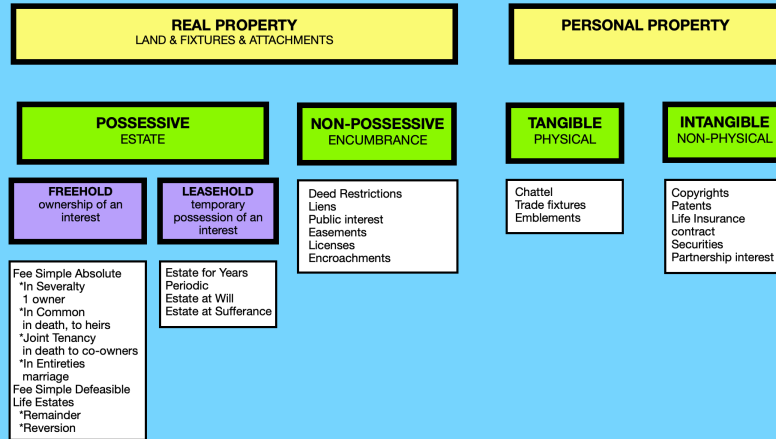 REAL PROPERTY
LAND & FIXTURES & ATTACHMENTS
PERSONAL PROPERTY
POSSESSIVE
ESTATE
NON-POSSESSIVE
ENCUMBRANCE
TANGIBLE
PHYSICAL
INTANGIBLE
NON-PHYSICAL
FREEHOLD
ownership of an
interest
LEASEHOLD
temporary
possession of an
interest
Deed Restrictions
Liens
Public interest
Easements
Licenses
Encroachments
Chattel
Trade fixtures
Emblements
Copyrights
Patents
Life Insurance
contract
Securities
Partnership interest
Fee Simple Absolute
*In Severalty
1 owner
*In Common
in death, to heirs
*Joint Tenancy
in death to co-owners
*In Entireties
marriage
Fee Simple Defeasible
Life Estates
*Remainder
*Reversion
Estate for Years
Periodic
Estate at Will
Estate at Sufferance